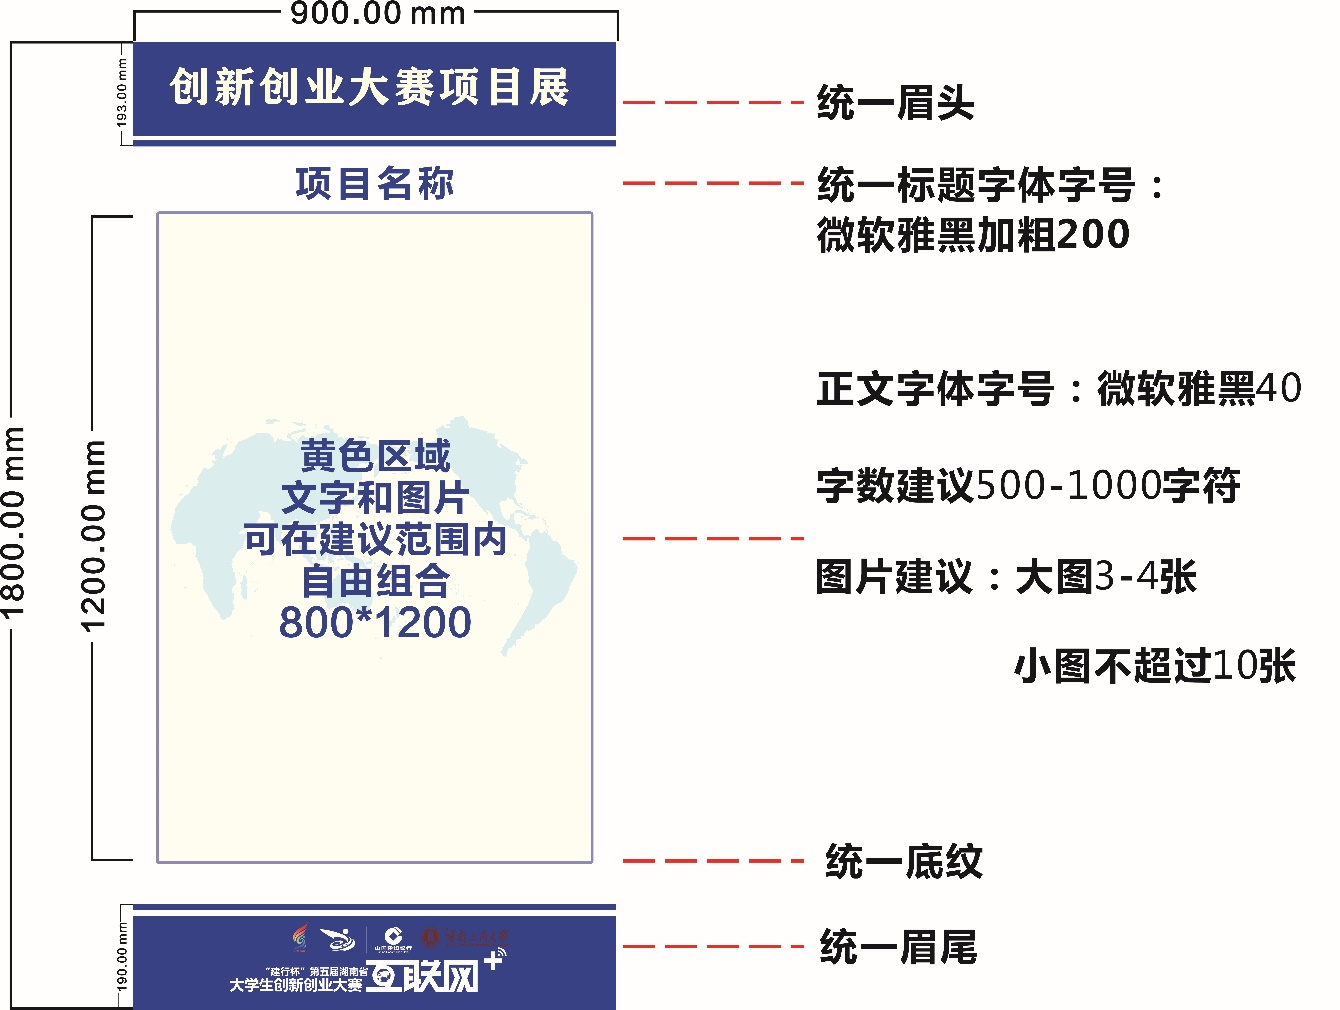 900.00 mm
193.00 mm
创新创业大赛项目展
统一眉头
项目名称
统一标题字体字号：
微软雅黑加粗200
1800.00 mm
1200.00 mm
正文字体字号：微软雅黑40
字数建议500-1000字符
图片建议：大图3-4张
小图不超过10张
黄色区域
文字和图片
可在建议范围内
自由组合
800*1200
统一底纹
统一眉尾
190.00 mm
“建行杯”第五届湖南省
大学生创新创业大赛
互联网+